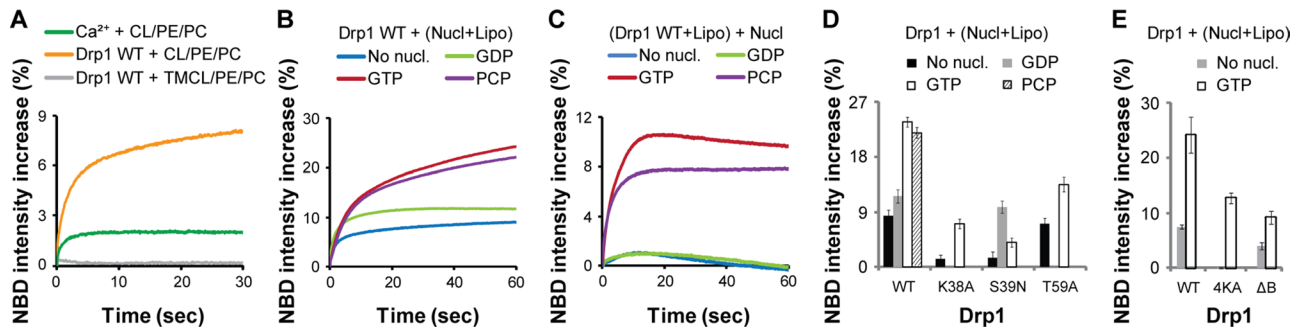 A
Ca²⁺ + CL/PE/PC
Drp1 WT + CL/PE/PC
Drp1 WT + TMCL/PE/PC
NBD intensity increase (%)
9
6
3
0
0
10
20
30
Time (sec)
B
Drp1 WT + (Nucl+Lipo)
No nucl.
GDP
GTP
PCP
NBD intensity increase (%)
30
20
10
0
0
20
40
60
Time (sec)
C
(Drp1 WT+Lipo) + Nucl
No nucl.
GDP
GTP
PCP
NBD intensity increase (%)
12
8
4
0
0
20
40
60
Time (sec)
D
Drp1 + (Nucl+Lipo)
No nucl.
GDP
GTP
PCP
NBD intensity increase (%)
27
18
9
0
WT
K38A
S39N
T59A
Drp1
E
Drp1 + (Nucl+Lipo)
No nucl.
GTP
NBD intensity increase (%)
30
20
10
0
WT
4KA
ΔB
Drp1